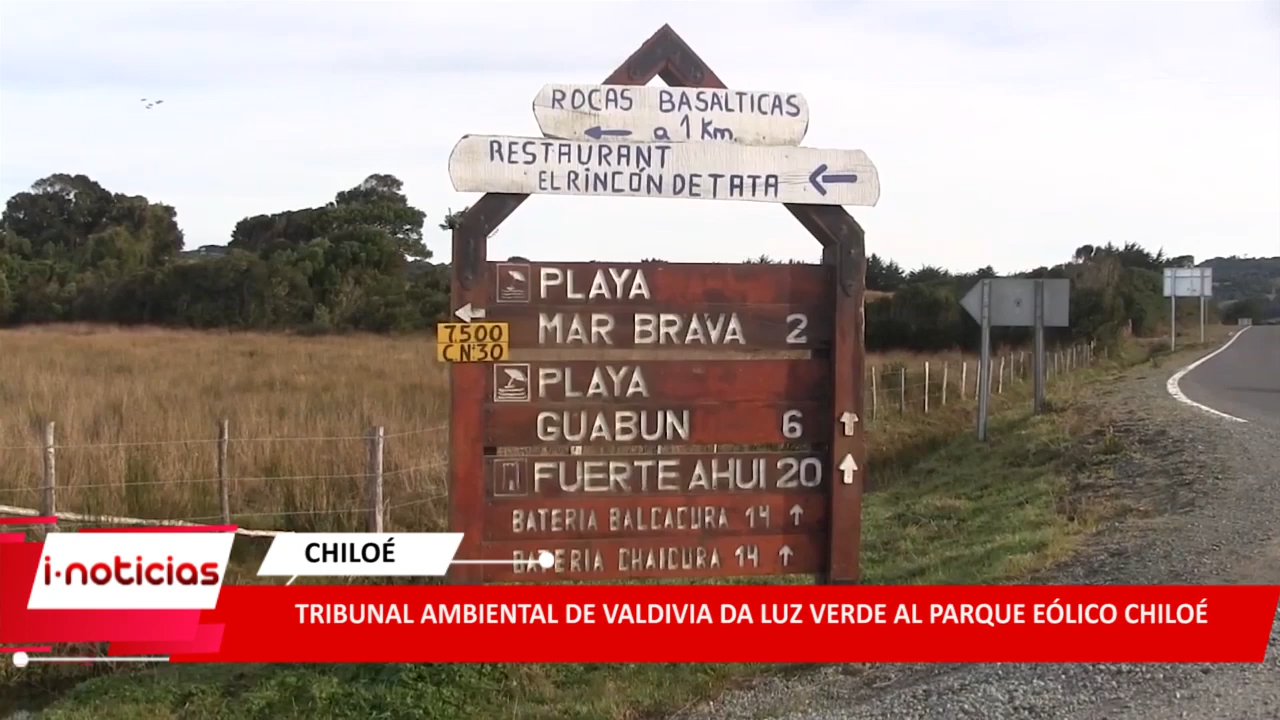 ROCAS BASALTICAS
← a 1 Km.
RESTAURANT
EL RINCÓN DE TATA ←
PLAYA
MAR BRAVA 2
←
7.500
C.Nº30
PLAYA
GUABUN 6 ↑
FUERTE AHUI 20 ↑
BATERIA BALCACURA 14 ↑
BATERIA CHAICURA 14 ↑
CHILOÉ
i-noticias
TRIBUNAL AMBIENTAL DE VALDIVIA DA LUZ VERDE AL PARQUE EÓLICO CHILOÉ